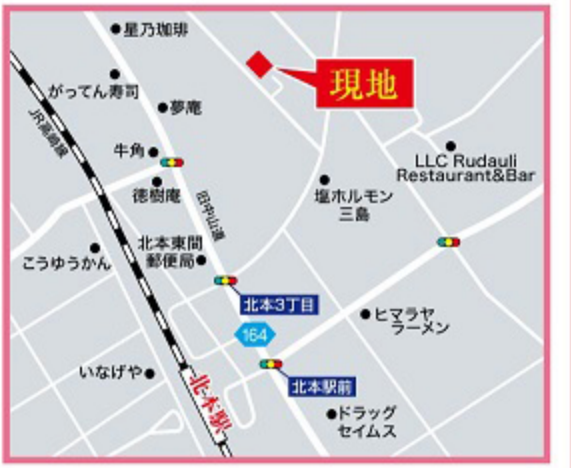 星乃珈琲
がってん寿司
現地
夢庵
JR高崎線
牛角
LLC Rudauli
Restaurant&Bar
徳樹庵
旧中山道
塩ホルモン
三島
北本東間
郵便局
こうゆうかん
北本3丁目
ヒマラヤ
ラーメン
164
いなげや
北本駅
北本駅前
ドラッグ
セイムス